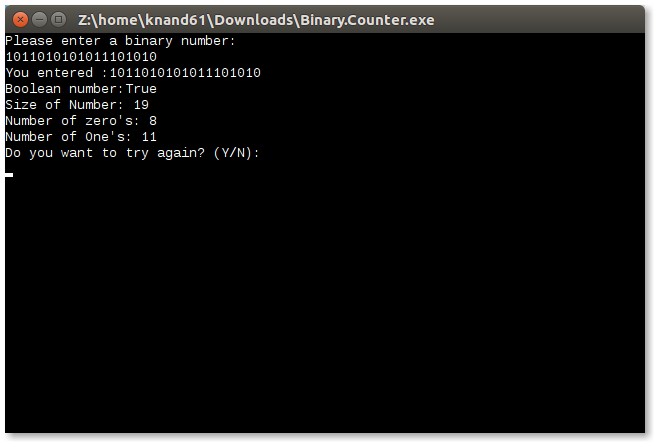 Z:\home\knand61\Downloads\Binary.Counter.exe
Please enter a binary number:
1011010101011101010
You entered :1011010101011101010
Boolean number:True
Size of Number: 19
Number of zero's: 8
Number of One's: 11
Do you want to try again? (Y/N):